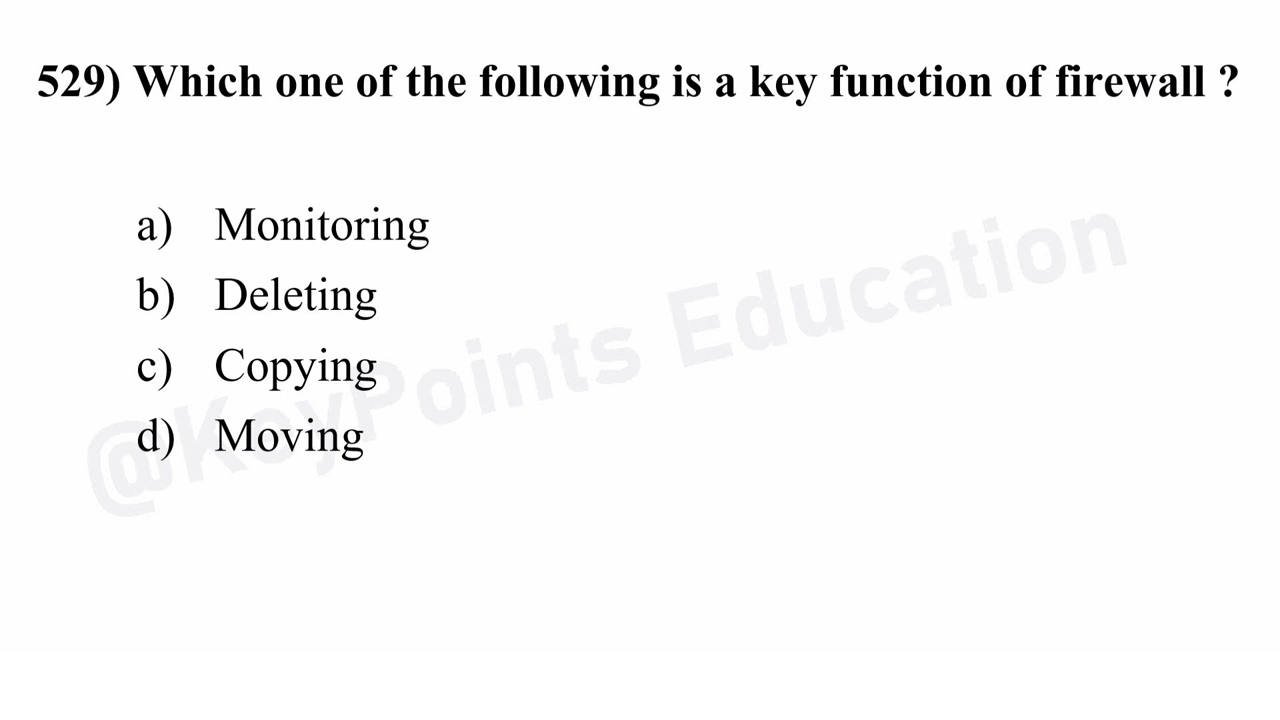 529) Which one of the following is a key function of firewall ?
a) Monitoring
b) Deleting
c) Copying
d) Moving
@KeyPoints Education